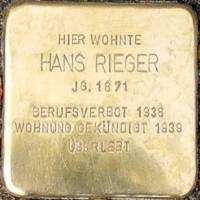 HIER WOHNTE
HANS RIEGER
JG. 1871
BERUFSVERBOT 1938
WOHNUNG GEKÜNDIGT 1939
ÜBERLEBT